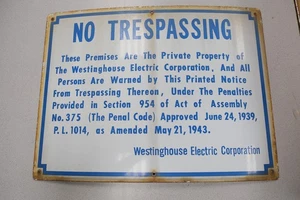 NO TRESPASSING
These Premises Are The Private Property of
The Westinghouse Electric Corporation, And All
Persons Are Warned by This Printed Notice
From Trespassing Thereon, Under The Penalties
Provided in Section 954 of Act of Assembly
No. 375 (The Penal Code) Approved June 24, 1939,
P. L. 1014, as Amended May 21, 1943.
Westinghouse Electric Corporation